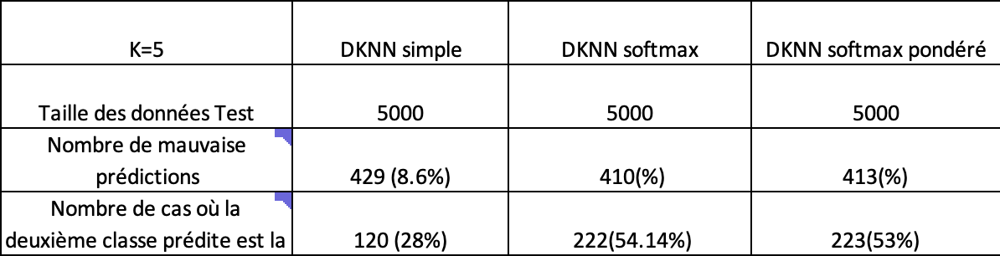 K=5
DKNN simple
DKNN softmax
DKNN softmax pondéré
Taille des données Test
5000
5000
5000
Nombre de mauvaise
prédictions
429 (8.6%)
410(%)
413(%)
Nombre de cas où la
deuxième classe prédite est la
120 (28%)
222(54.14%)
223(53%)